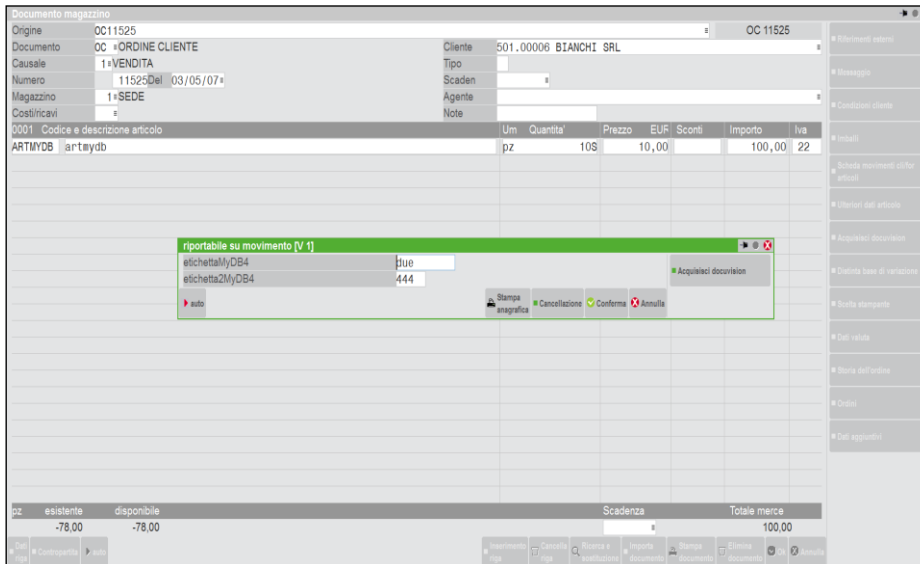 Documento magazzino
Origine OC11525 OC 11525
Documento OC ORDINE CLIENTE Cliente 501.00006 BIANCHI SRL
Causale 1 VENDITA Tipo
Numero 11525 Del 03/05/07 Scaden
Magazzino 1 SEDE Agente
Costi/ricavi Note
0001 Codice e descrizione articolo Um Quantita' Prezzo EUR Sconti Importo Iva
ARTMYDB artmydb pz 10S 10,00 100,00 22
riportabile su movimento [V 1]
etichettaMyDB4 due
etichetta2MyDB4 444
Acquisisci docuvision
auto Stampa anagrafica Cancellazione Conferma Annulla
Riferimenti esterni
Messaggio
Condizioni cliente
Imballi
Scheda movimenti cli/for
articoli
Ulteriori dati articolo
Acquisisci docuvision
Distinta base di variazione
Scelta stampante
Dati valuta
Storia dell'ordine
Ordini
Dati aggiuntivi
pz esistente disponibile Scadenza Totale merce
-78,00 -78,00 100,00
Dati riga Contropartite auto Inserimento riga Cancella riga Ricerca e sostituzione Importa documento Stampa documento Elimina documento Ok Annulla